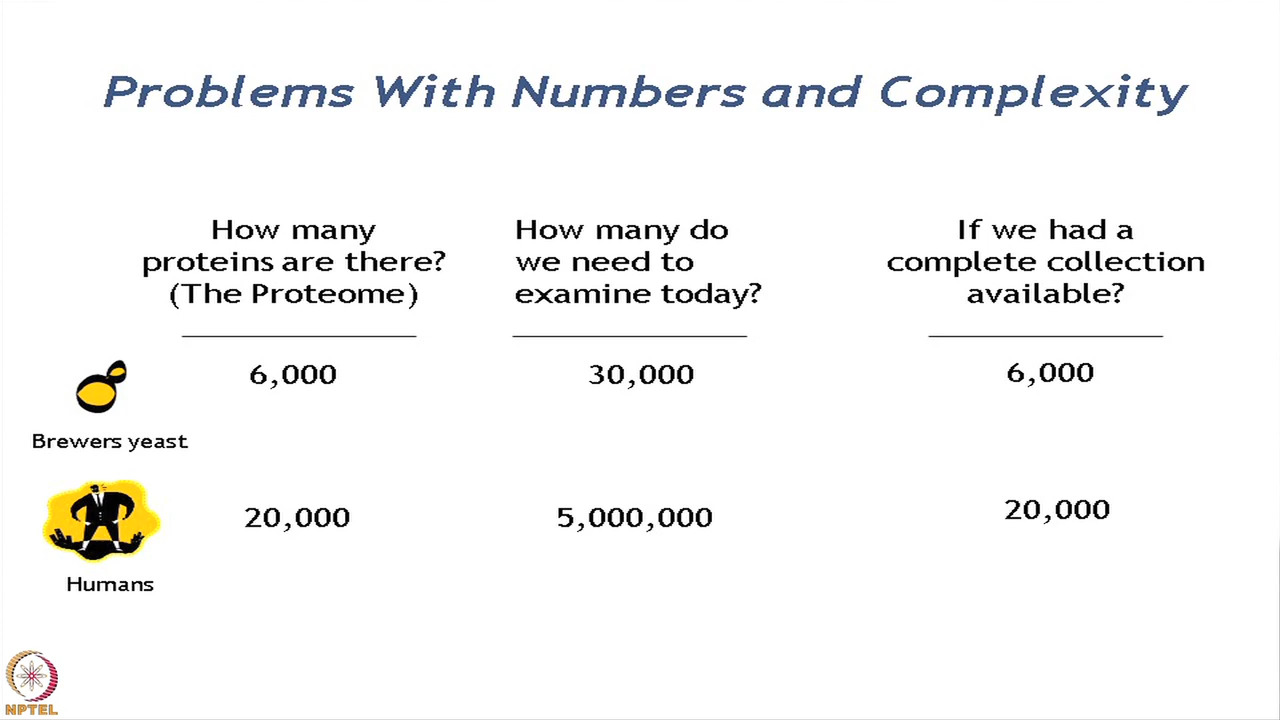 Problems With Numbers and Complexity
How many
proteins are there?
(The Proteome)
How many do
we need to
examine today?
If we had a
complete collection
available?
6,000
30,000
6,000
Brewers yeast
20,000
5,000,000
20,000
Humans
NPTEL